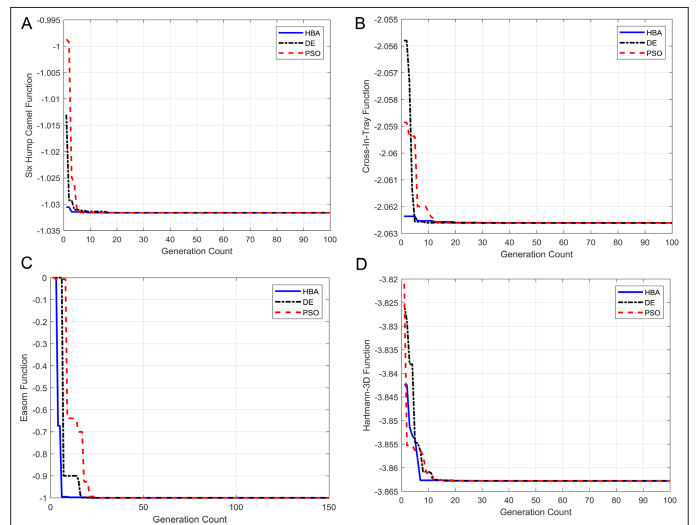 A
-0.995
-1
-1.005
-1.01
-1.015
-1.02
-1.025
-1.03
-1.035
Six Hump Camel Function
0 10 20 30 40 50 60 70 80 90 100
Generation Count
HBA
DE
PSO
B
-2.055
-2.056
-2.057
-2.058
-2.059
-2.06
-2.061
-2.062
-2.063
Cross-In-Tray Function
0 10 20 30 40 50 60 70 80 90 100
Generation Count
HBA
DE
PSO
C
0
-0.1
-0.2
-0.3
-0.4
-0.5
-0.6
-0.7
-0.8
-0.9
-1
Easom Function
0 50 100 150
Generation Count
HBA
DE
PSO
D
-3.82
-3.825
-3.83
-3.835
-3.84
-3.845
-3.85
-3.855
-3.86
-3.865
Hartmann-3D Function
0 10 20 30 40 50 60 70 80 90 100
Generation Count
HBA
DE
PSO